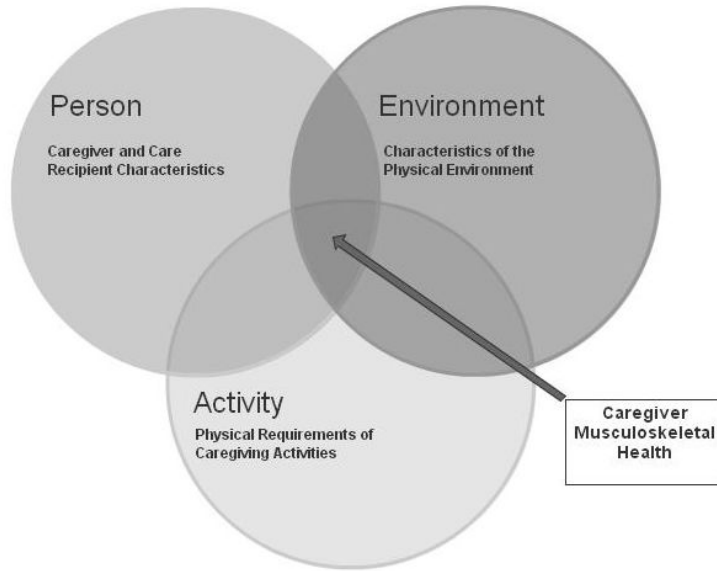 Person
Caregiver and Care
Recipient Characteristics
Environment
Characteristics of the
Physical Environment
Activity
Physical Requirements of
Caregiving Activities
Caregiver
Musculoskeletal
Health